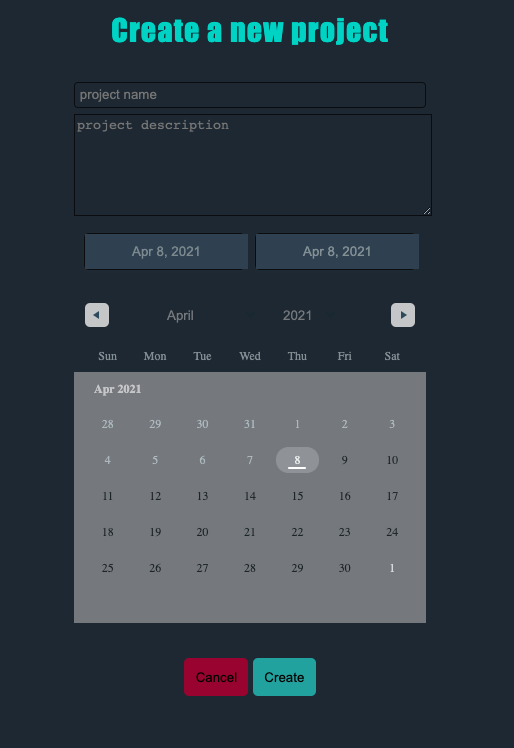 Create a new project
project name
project description
Apr 8, 2021 Apr 8, 2021
April 2021
Sun Mon Tue Wed Thu Fri Sat
Apr 2021
28 29 30 31 1 2 3
4 5 6 7 8 9 10
11 12 13 14 15 16 17
18 19 20 21 22 23 24
25 26 27 28 29 30 1
Cancel Create